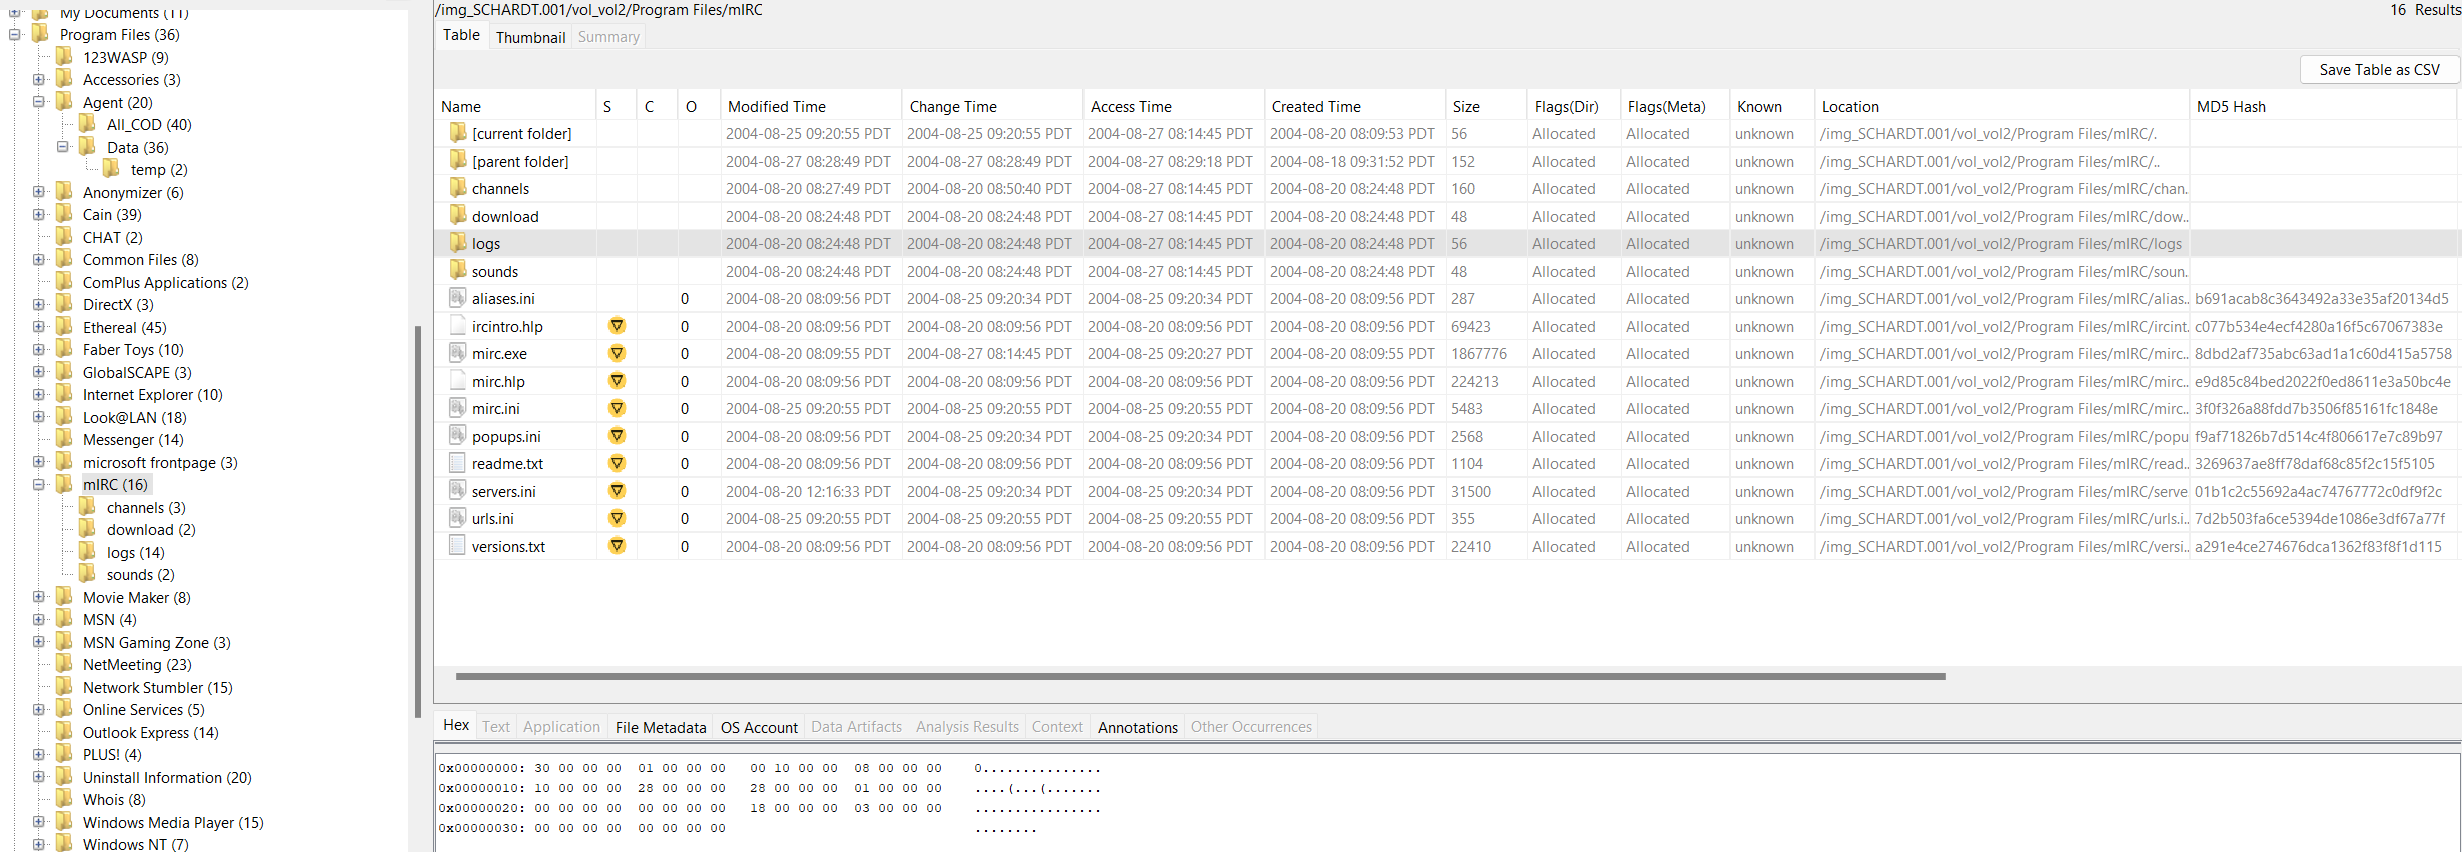 My Documents (11)
Program Files (36)
123WASP (9)
Accessories (3)
Agent (20)
All_COD (40)
Data (36)
temp (2)
Anonymizer (6)
Cain (39)
CHAT (2)
Common Files (8)
ComPlus Applications (2)
DirectX (3)
Ethereal (45)
Faber Toys (10)
GlobalSCAPE (3)
Internet Explorer (10)
Look@LAN (18)
Messenger (14)
microsoft frontpage (3)
mIRC (16)
channels (3)
download (2)
logs (14)
sounds (2)
Movie Maker (8)
MSN (4)
MSN Gaming Zone (3)
NetMeeting (23)
Network Stumbler (15)
Online Services (5)
Outlook Express (14)
PLUS! (4)
Uninstall Information (20)
Whois (8)
Windows Media Player (15)
Windows NT (7)
/img_SCHARDT.001/vol_vol2/Program Files/mIRC 16 Results
Table Thumbnail Summary
Save Table as CSV
Name S C O Modified Time Change Time Access Time Created Time Size Flags(Dir) Flags(Meta) Known Location MD5 Hash
[current folder] 2004-08-25 09:20:55 PDT 2004-08-25 09:20:55 PDT 2004-08-27 08:14:45 PDT 2004-08-20 08:09:53 PDT 56 Allocated Allocated unknown /img_SCHARDT.001/vol_vol2/Program Files/mIRC/.
[parent folder] 2004-08-27 08:28:49 PDT 2004-08-27 08:28:49 PDT 2004-08-27 08:29:18 PDT 2004-08-18 09:31:52 PDT 152 Allocated Allocated unknown /img_SCHARDT.001/vol_vol2/Program Files/mIRC/..
channels 2004-08-20 08:27:49 PDT 2004-08-20 08:50:40 PDT 2004-08-27 08:14:45 PDT 2004-08-20 08:24:48 PDT 160 Allocated Allocated unknown /img_SCHARDT.001/vol_vol2/Program Files/mIRC/chan.
download 2004-08-20 08:24:48 PDT 2004-08-20 08:24:48 PDT 2004-08-27 08:14:45 PDT 2004-08-20 08:24:48 PDT 48 Allocated Allocated unknown /img_SCHARDT.001/vol_vol2/Program Files/mIRC/dow..
logs 2004-08-20 08:24:48 PDT 2004-08-20 08:24:48 PDT 2004-08-27 08:14:45 PDT 2004-08-20 08:24:48 PDT 56 Allocated Allocated unknown /img_SCHARDT.001/vol_vol2/Program Files/mIRC/logs
sounds 2004-08-20 08:24:48 PDT 2004-08-20 08:24:48 PDT 2004-08-27 08:14:45 PDT 2004-08-20 08:24:48 PDT 48 Allocated Allocated unknown /img_SCHARDT.001/vol_vol2/Program Files/mIRC/soun.
aliases.ini 0 2004-08-20 08:09:56 PDT 2004-08-25 09:20:34 PDT 2004-08-25 09:20:34 PDT 2004-08-20 08:09:56 PDT 287 Allocated Allocated unknown /img_SCHARDT.001/vol_vol2/Program Files/mIRC/alias.. b691acab8c3643492a33e35af20134d5
ircintro.hlp 0 2004-08-20 08:09:56 PDT 2004-08-20 08:09:56 PDT 2004-08-20 08:09:56 PDT 2004-08-20 08:09:56 PDT 69423 Allocated Allocated unknown /img_SCHARDT.001/vol_vol2/Program Files/mIRC/ircint. c077b534e4ecf4280a16f5c67067383e
mirc.exe 0 2004-08-20 08:09:55 PDT 2004-08-27 08:14:45 PDT 2004-08-25 09:20:27 PDT 2004-08-20 08:09:55 PDT 1867776 Allocated Allocated unknown /img_SCHARDT.001/vol_vol2/Program Files/mIRC/mirc.. 8dbd2af735abc63ad1a1c60d415a5758
mirc.hlp 0 2004-08-20 08:09:56 PDT 2004-08-20 08:09:56 PDT 2004-08-20 08:09:56 PDT 2004-08-20 08:09:56 PDT 224213 Allocated Allocated unknown /img_SCHARDT.001/vol_vol2/Program Files/mIRC/mirc.. e9d85c84bed2022f0ed8611e3a50bc4e
mirc.ini 0 2004-08-25 09:20:55 PDT 2004-08-25 09:20:55 PDT 2004-08-25 09:20:55 PDT 2004-08-20 08:09:56 PDT 5483 Allocated Allocated unknown /img_SCHARDT.001/vol_vol2/Program Files/mIRC/mirc.. 3f0f326a88fdd7b3506f85161fc1848e
popups.ini 0 2004-08-20 08:09:56 PDT 2004-08-25 09:20:34 PDT 2004-08-25 09:20:34 PDT 2004-08-20 08:09:56 PDT 2568 Allocated Allocated unknown /img_SCHARDT.001/vol_vol2/Program Files/mIRC/popu f9af71826b7d514c4f806617e7c89b97
readme.txt 0 2004-08-20 08:09:56 PDT 2004-08-20 08:09:56 PDT 2004-08-20 08:09:56 PDT 2004-08-20 08:09:56 PDT 1104 Allocated Allocated unknown /img_SCHARDT.001/vol_vol2/Program Files/mIRC/read.. 3269637ae8ff78daf68c85f2c15f5105
servers.ini 0 2004-08-20 12:16:33 PDT 2004-08-25 09:20:34 PDT 2004-08-25 09:20:34 PDT 2004-08-20 08:09:56 PDT 31500 Allocated Allocated unknown /img_SCHARDT.001/vol_vol2/Program Files/mIRC/serve 01b1c2c55692a4ac74767772c0df9f2c
urls.ini 0 2004-08-25 09:20:55 PDT 2004-08-25 09:20:55 PDT 2004-08-25 09:20:55 PDT 2004-08-20 08:09:56 PDT 355 Allocated Allocated unknown /img_SCHARDT.001/vol_vol2/Program Files/mIRC/urls.i.. 7d2b503fa6ce5394de1086e3df67a77f
versions.txt 0 2004-08-20 08:09:56 PDT 2004-08-20 08:09:56 PDT 2004-08-20 08:09:56 PDT 2004-08-20 08:09:56 PDT 22410 Allocated Allocated unknown /img_SCHARDT.001/vol_vol2/Program Files/mIRC/versi.. a291e4ce274676dca1362f83f8f1d115
Hex Text Application File Metadata OS Account Data Artifacts Analysis Results Context Annotations Other Occurrences
0x00000000: 30 00 00 00 01 00 00 00 00 10 00 00 08 00 00 00 0...............
0x00000010: 10 00 00 00 28 00 00 00 28 00 00 00 01 00 00 00 ....(...(.......
0x00000020: 00 00 00 00 00 00 00 00 18 00 00 00 03 00 00 00 ................
0x00000030: 00 00 00 00 00 00 00 00 ........